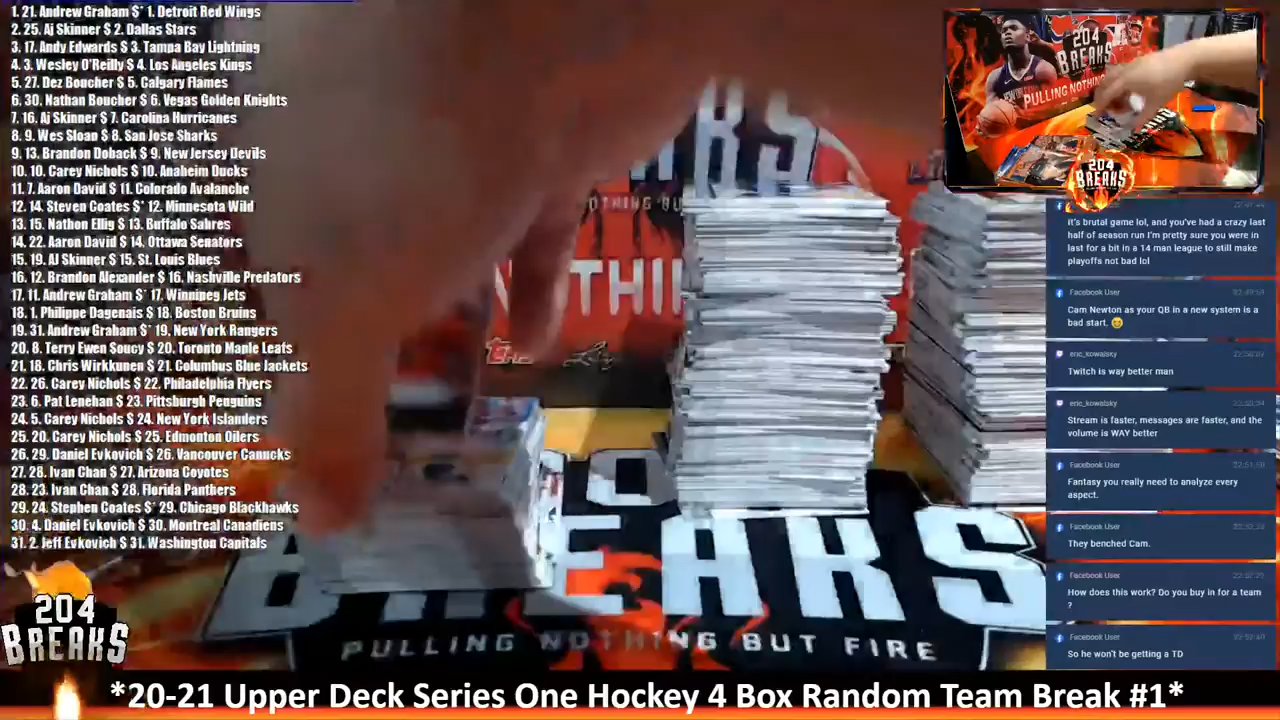 1. 21. Andrew Graham $* 1. Detroit Red Wings
2. 25. Aj Skinner $ 2. Dallas Stars
3. 17. Andy Edwards $ 3. Tampa Bay Lightning
4. 3. Wesley O'Reilly $ 4. Los Angeles Kings
5. 27. Dez Boucher $ 5. Calgary Flames
6. 30. Nathan Boucher $ 6. Vegas Golden Knights
7. 16. Aj Skinner $ 7. Carolina Hurricanes
8. 9. Wes Sloan $ 8. San Jose Sharks
9. 13. Brandon Doback $ 9. New Jersey Devils
10. 10. Carey Nichols $ 10. Anaheim Ducks
11. 7. Aaron David $ 11. Colorado Avalanche
12. 14. Steven Coates $* 12. Minnesota Wild
13. 15. Nathon Ellig $ 13. Buffalo Sabres
14. 22. Aaron David $ 14. Ottawa Senators
15. 19. AJ Skinner $ 15. St. Louis Blues
16. 12. Brandon Alexander $ 16. Nashville Predators
17. 11. Andrew Graham $* 17. Winnipeg Jets
18. 1. Philippe Dagenais $ 18. Boston Bruins
19. 31. Andrew Graham $* 19. New York Rangers
20. 8. Terry Ewen Soucy $ 20. Toronto Maple Leafs
21. 18. Chris Wirkkunen $ 21. Columbus Blue Jackets
22. 26. Carey Nichols $ 22. Philadelphia Flyers
23. 6. Pat Lenehan $ 23. Pittsburgh Penguins
24. 5. Carey Nichols $ 24. New York Islanders
25. 20. Carey Nichols $ 25. Edmonton Oilers
26. 29. Daniel Evkovich $ 26. Vancouver Canucks
27. 28. Ivan Chan $ 27. Arizona Coyotes
28. 23. Ivan Chan $ 28. Florida Panthers
29. 24. Stephen Coates $* 29. Chicago Blackhawks
30. 4. Daniel Evkovich $ 30. Montreal Canadiens
31. 2. Jeff Evkovich $ 31. Washington Capitals
204
BREAKS
BREAKS
PULLING NOTHING BUT FIRE
204
BREAKS
PULLING NOTHING
204
BREAKS
it's brutal game lol, and you've had a crazy last
half of season run I'm pretty sure you were in
last for a bit in a 14 man league to still make
playoffs not bad lol
Facebook User
Cam Newton as your QB in a new system is a
bad start.
eric_kowalsky
Twitch is way better man
eric_kowalsky
Stream is faster, messages are faster, and the
volume is WAY better
Facebook User
Fantasy you really need to analyze every
aspect.
Facebook User
They benched Cam.
Facebook User
How does this work? Do you buy in for a team
?
Facebook User
So he won't be getting a TD
*20-21 Upper Deck Series One Hockey 4 Box Random Team Break #1*